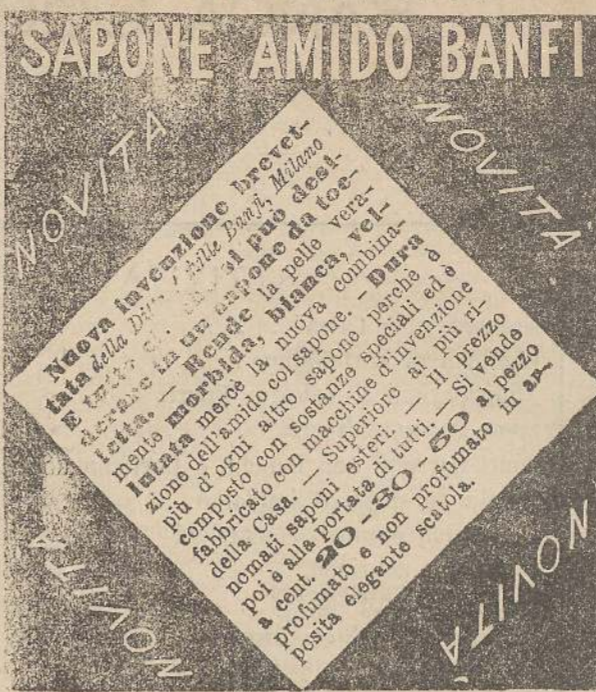 SAPONE AMIDO BANFI
NOVITÀ
NOVITÀ
Nuova invenzione brevet-
tata della Ditta Achille Banfi, Milano
E tutto ciò che si può desi-
derare in un sapone da toe-
letta. — Rende la pelle vera-
mente morbida, bianca, vel-
lutata mercè la nuova combina-
zione dell'amido col sapone. — Dura
più d'ogni altro sapone perchè è
composto con sostanze speciali ed è
fabbricato con macchine d'invenzione
della Casa. — Superiore ai più ri-
nomati saponi esteri. — Il prezzo
poi è alla portata di tutti. — Si vende
a cent. 20 - 30 - 50 al pezzo
profumato e non profumato in ap-
posita elegante scatola.
NOVITÀ
NOVITÀ